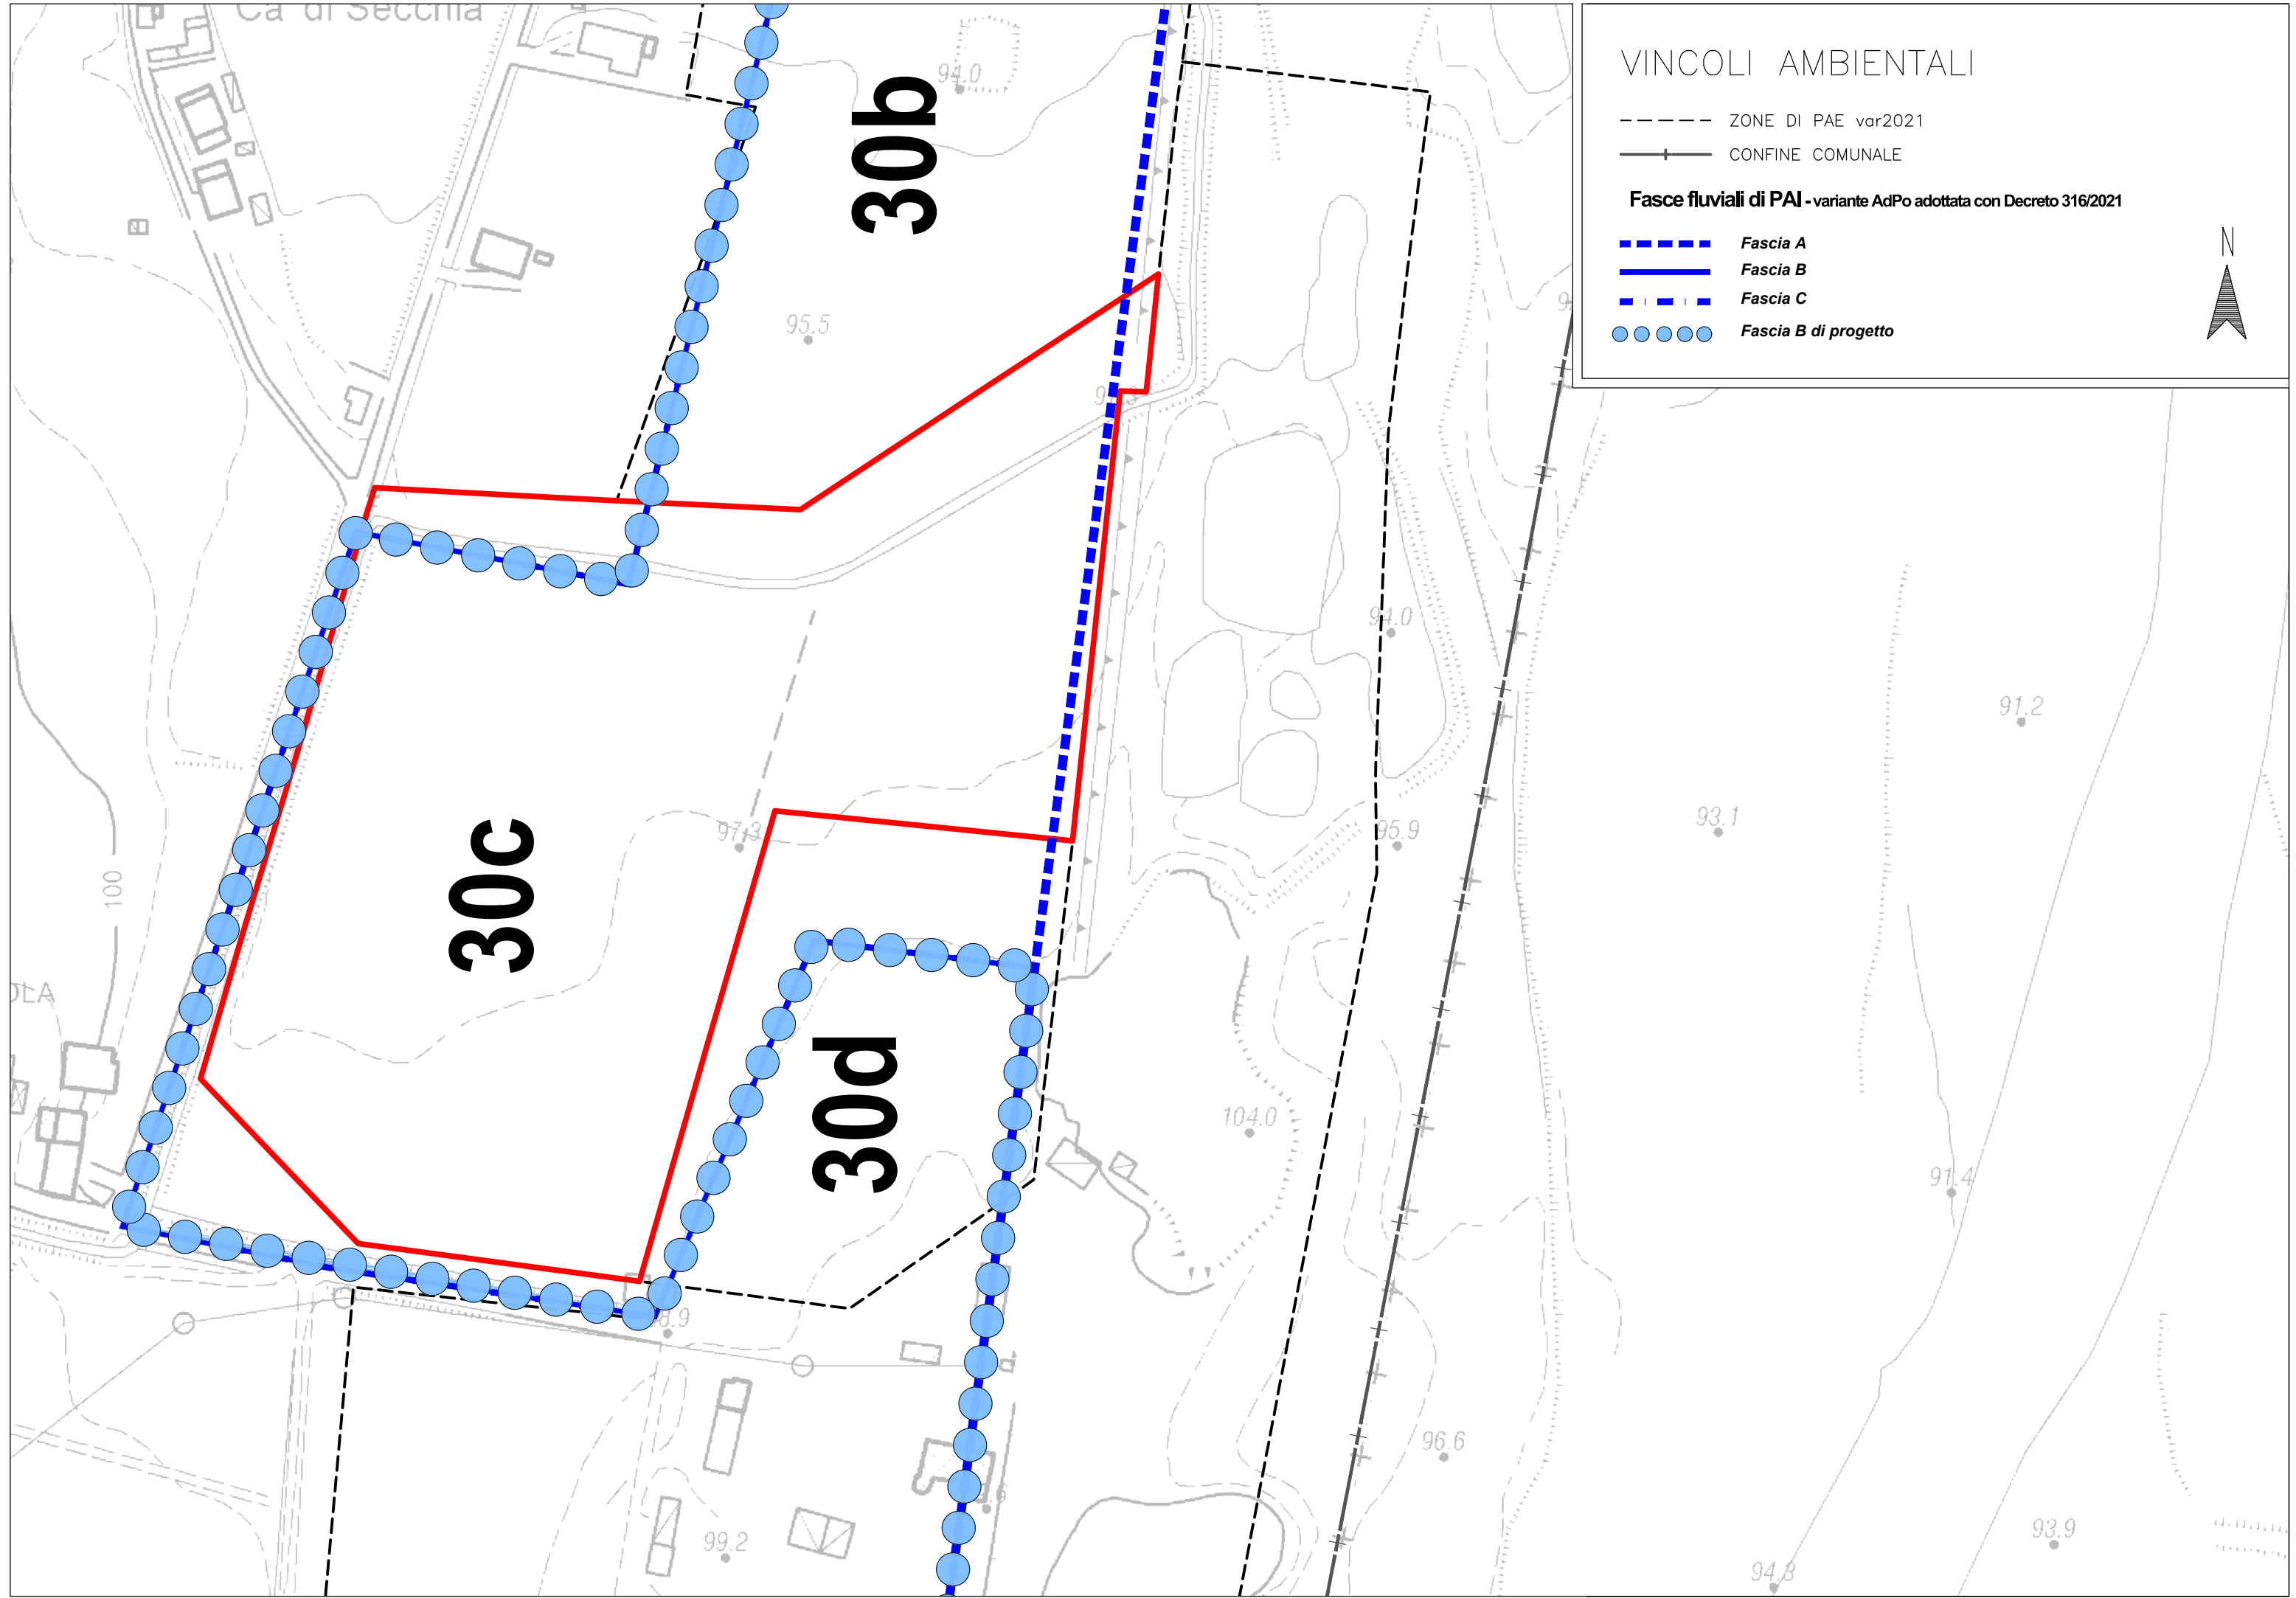 Ca' di Secchia
VINCOLI AMBIENTALI
ZONE DI PAE var2021
CONFINE COMUNALE
Fasce fluviali di PAI - variante AdPo adottata con Decreto 316/2021
Fascia A
Fascia B
Fascia C
Fascia B di progetto
N
94.0
30b
95.5
94.0
91.2
93.1
97.3
95.9
30c
100
OLA
30d
104.0
91.4
96.6
99.2
93.9
94.3